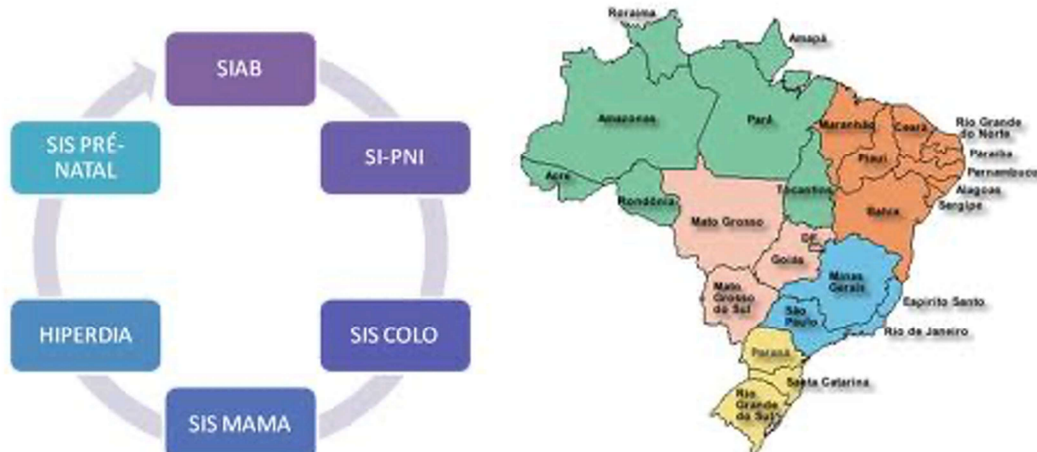 SIAB
SIS PRÉ-
NATAL
SI-PNI
HIPERDIA
SIS COLO
SIS MAMA
Roraima
Amapá
Amazonas
Pará
Maranhão
Ceará
Rio Grande
do Norte
Paraíba
Piauí
Pernambuco
Acre
Tocantins
Alagoas
Rondônia
Sergipe
Bahia
Mato Grosso
DF
Goiás
Minas
Gerais
Mato
Grosso
do Sul
Espírito Santo
São
Paulo
Rio de Janeiro
Paraná
Santa Catarina
Rio
Grande
do Sul